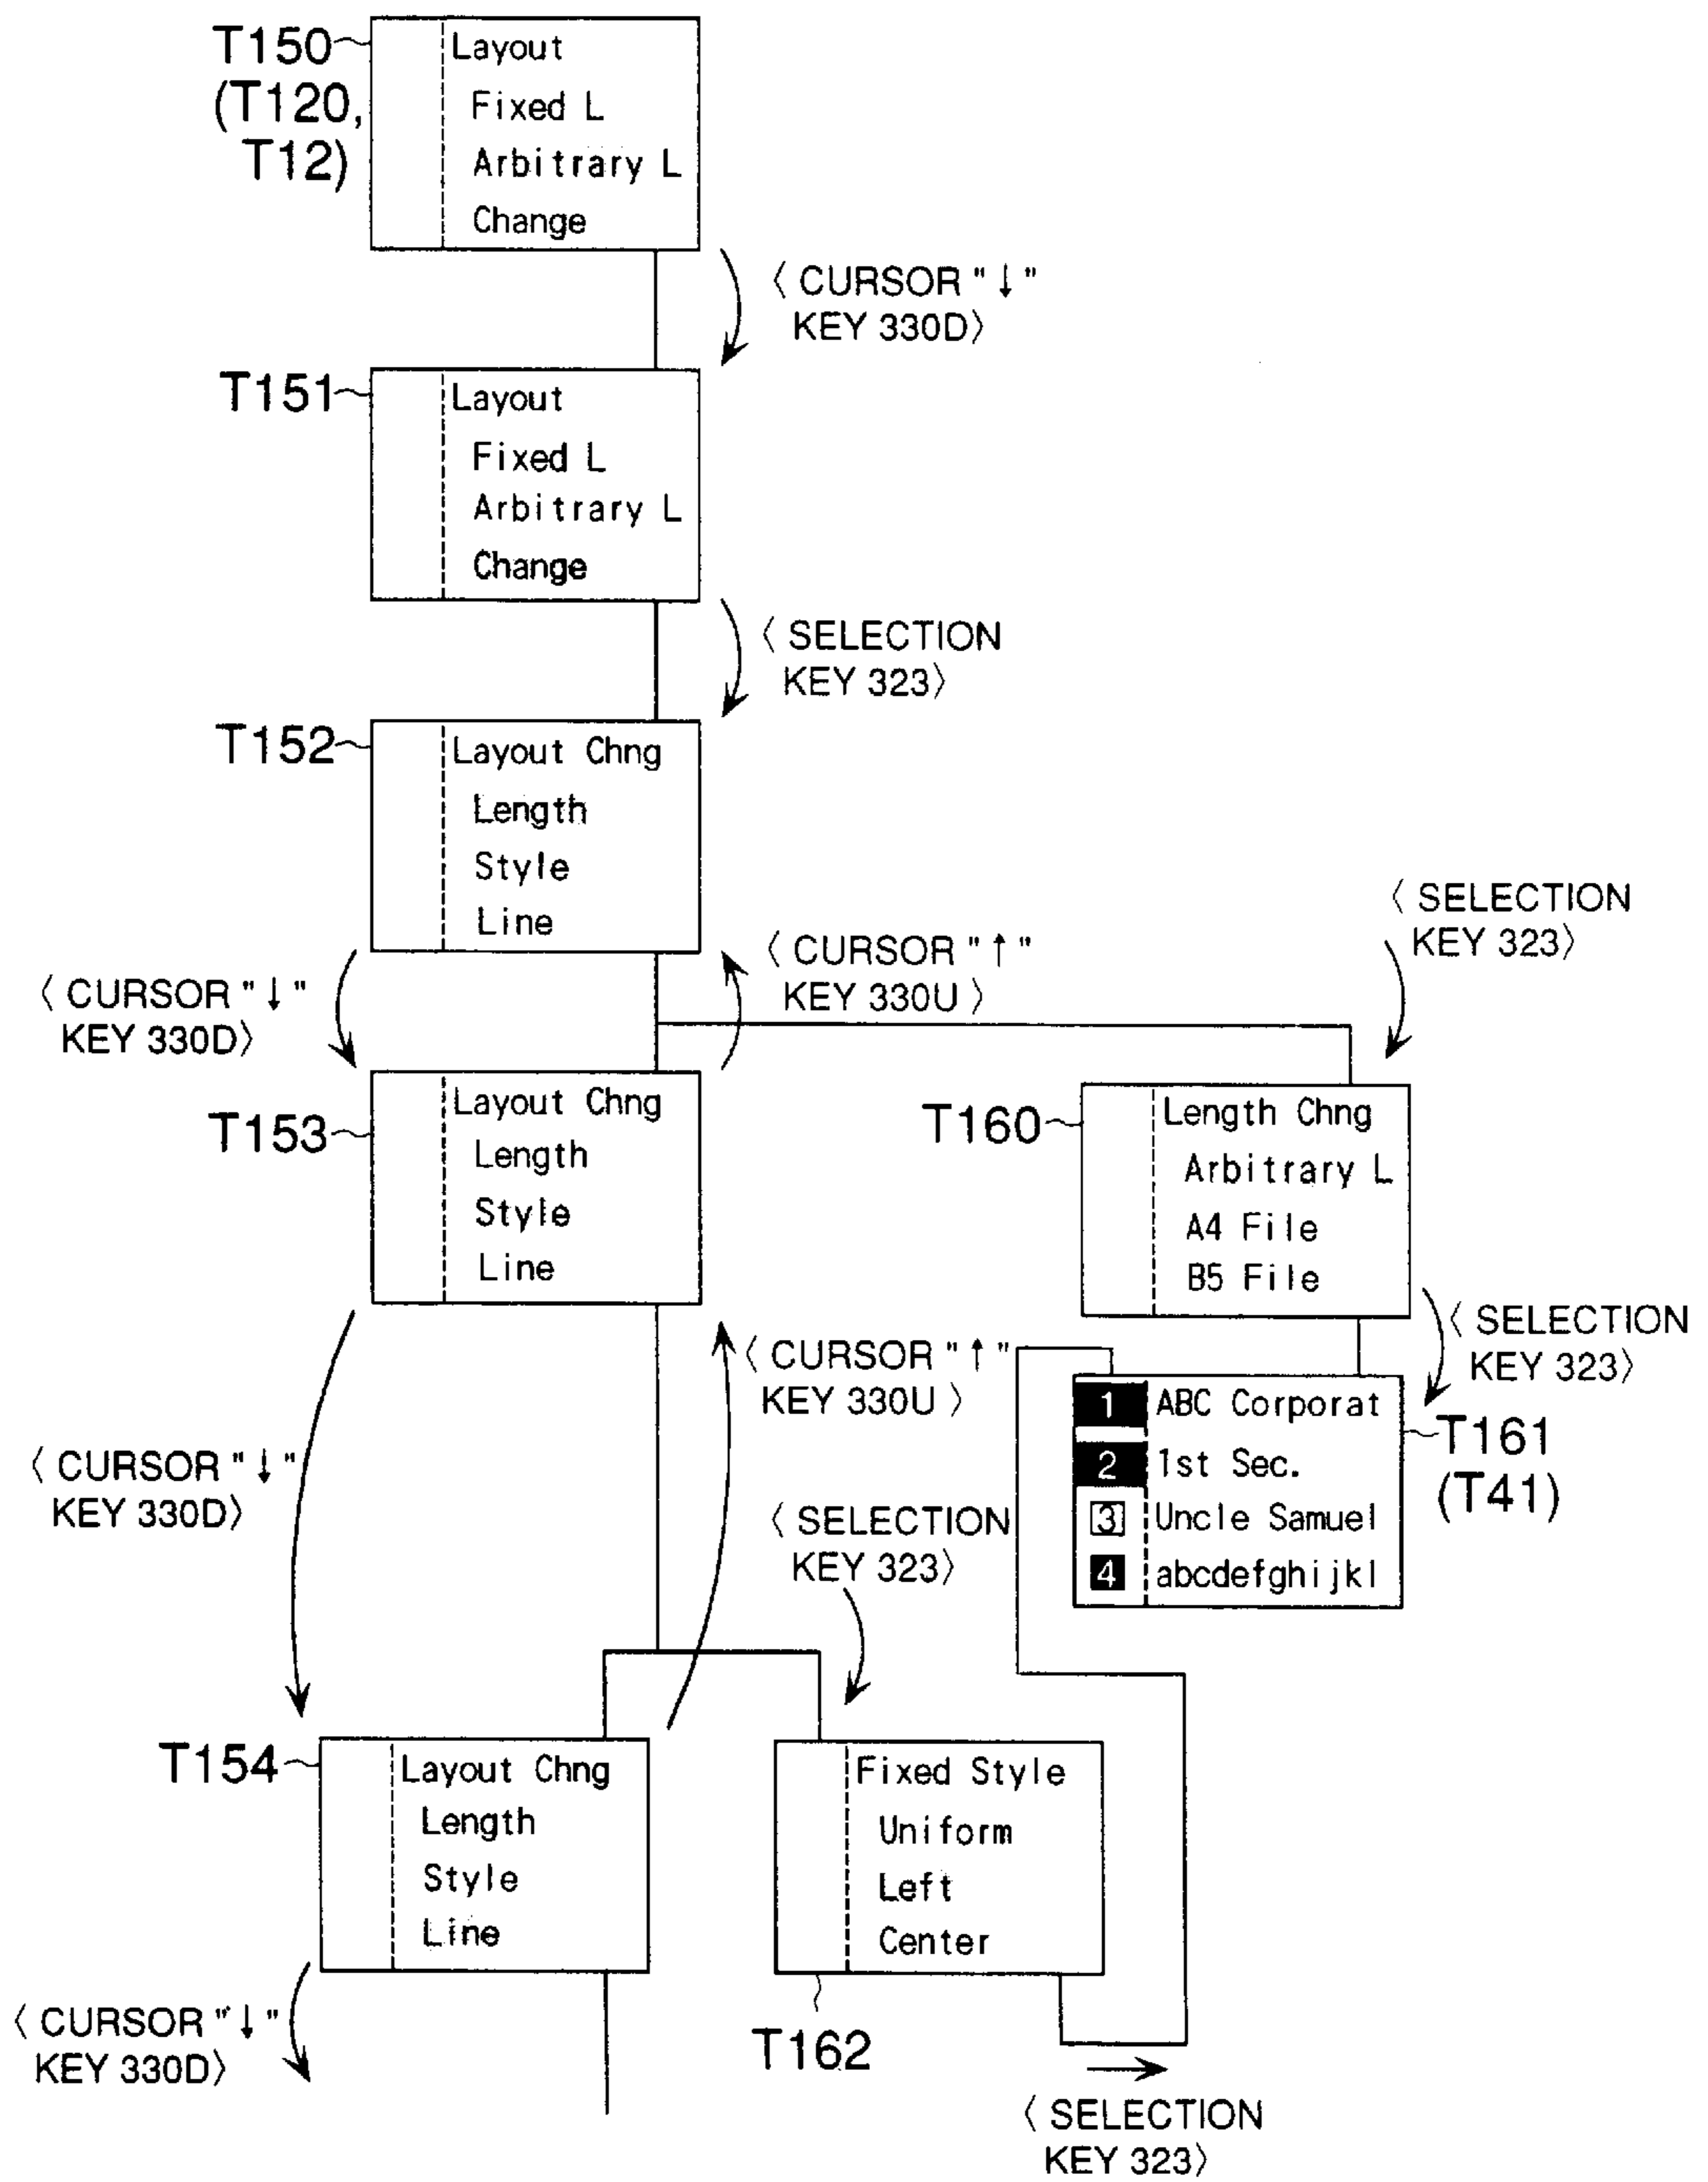 T150
(T120,
T12)
Layout
Fixed L
Arbitrary L
Change
〈 CURSOR "↓"
KEY 330D〉
T151
Layout
Fixed L
Arbitrary L
Change
〈 SELECTION
KEY 323〉
T152
Layout Chng
Length
Style
Line
〈 CURSOR "↓"
KEY 330D〉
〈 CURSOR "↑"
KEY 330U 〉
〈 SELECTION
KEY 323〉
T153
Layout Chng
Length
Style
Line
T160
Length Chng
Arbitrary L
A4 File
B5 File
〈 CURSOR "↑"
KEY 330U 〉
〈 SELECTION
KEY 323〉
1 ABC Corporat
2 1st Sec.
3 Uncle Samuel
4 abcdefghijkl
T161
(T41)
〈 CURSOR "↓"
KEY 330D〉
〈 SELECTION
KEY 323〉
T154
Layout Chng
Length
Style
Line
Fixed Style
Uniform
Left
Center
T162
〈 CURSOR "↓"
KEY 330D〉
〈 SELECTION
KEY 323〉